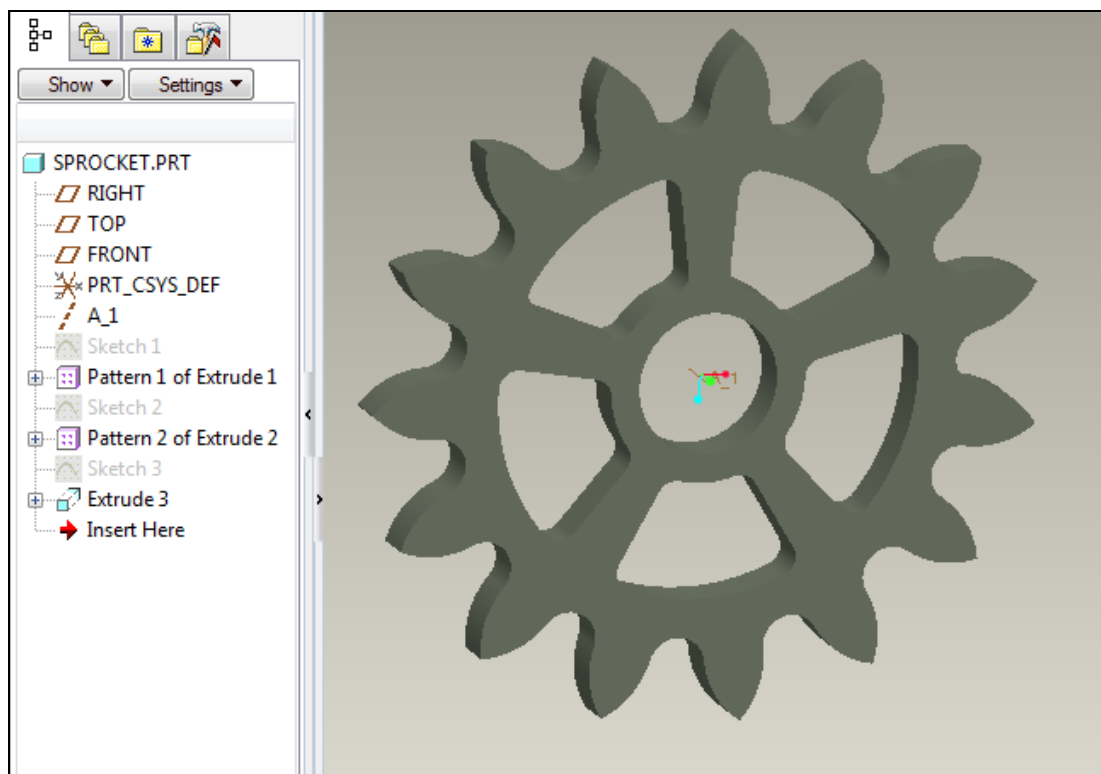 Show Settings
SPROCKET.PRT
RIGHT
TOP
FRONT
PRT_CSYS_DEF
A_1
Sketch 1
Pattern 1 of Extrude 1
Sketch 2
Pattern 2 of Extrude 2
Sketch 3
Extrude 3
Insert Here
A_1